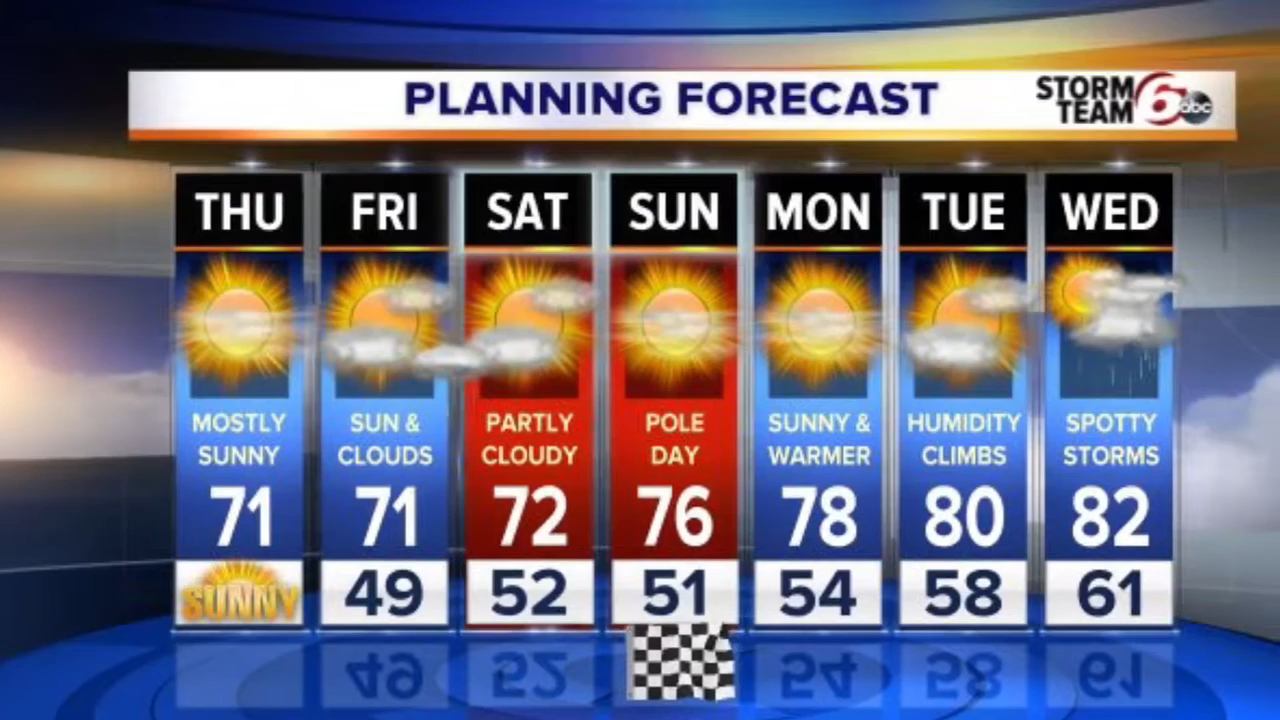 PLANNING FORECAST
STORM
TEAM 6 abc
THU FRI SAT SUN MON TUE WED
MOSTLY SUN & PARTLY POLE SUNNY & HUMIDITY SPOTTY
SUNNY CLOUDS CLOUDY DAY WARMER CLIMBS STORMS
71 71 72 76 78 80 82
SUNNY 49 52 51 54 58 61